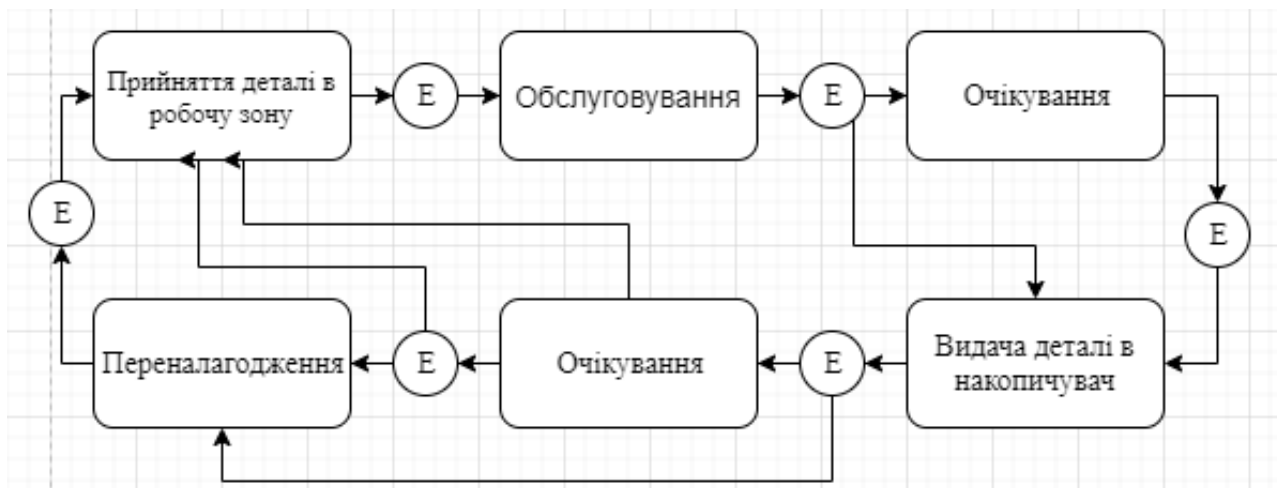 Прийняття деталі в
робочу зону
Е
Обслуговування
Е
Очікування
Е
Е
Переналагодження
Е
Очікування
Е
Видача деталі в
накопичувач